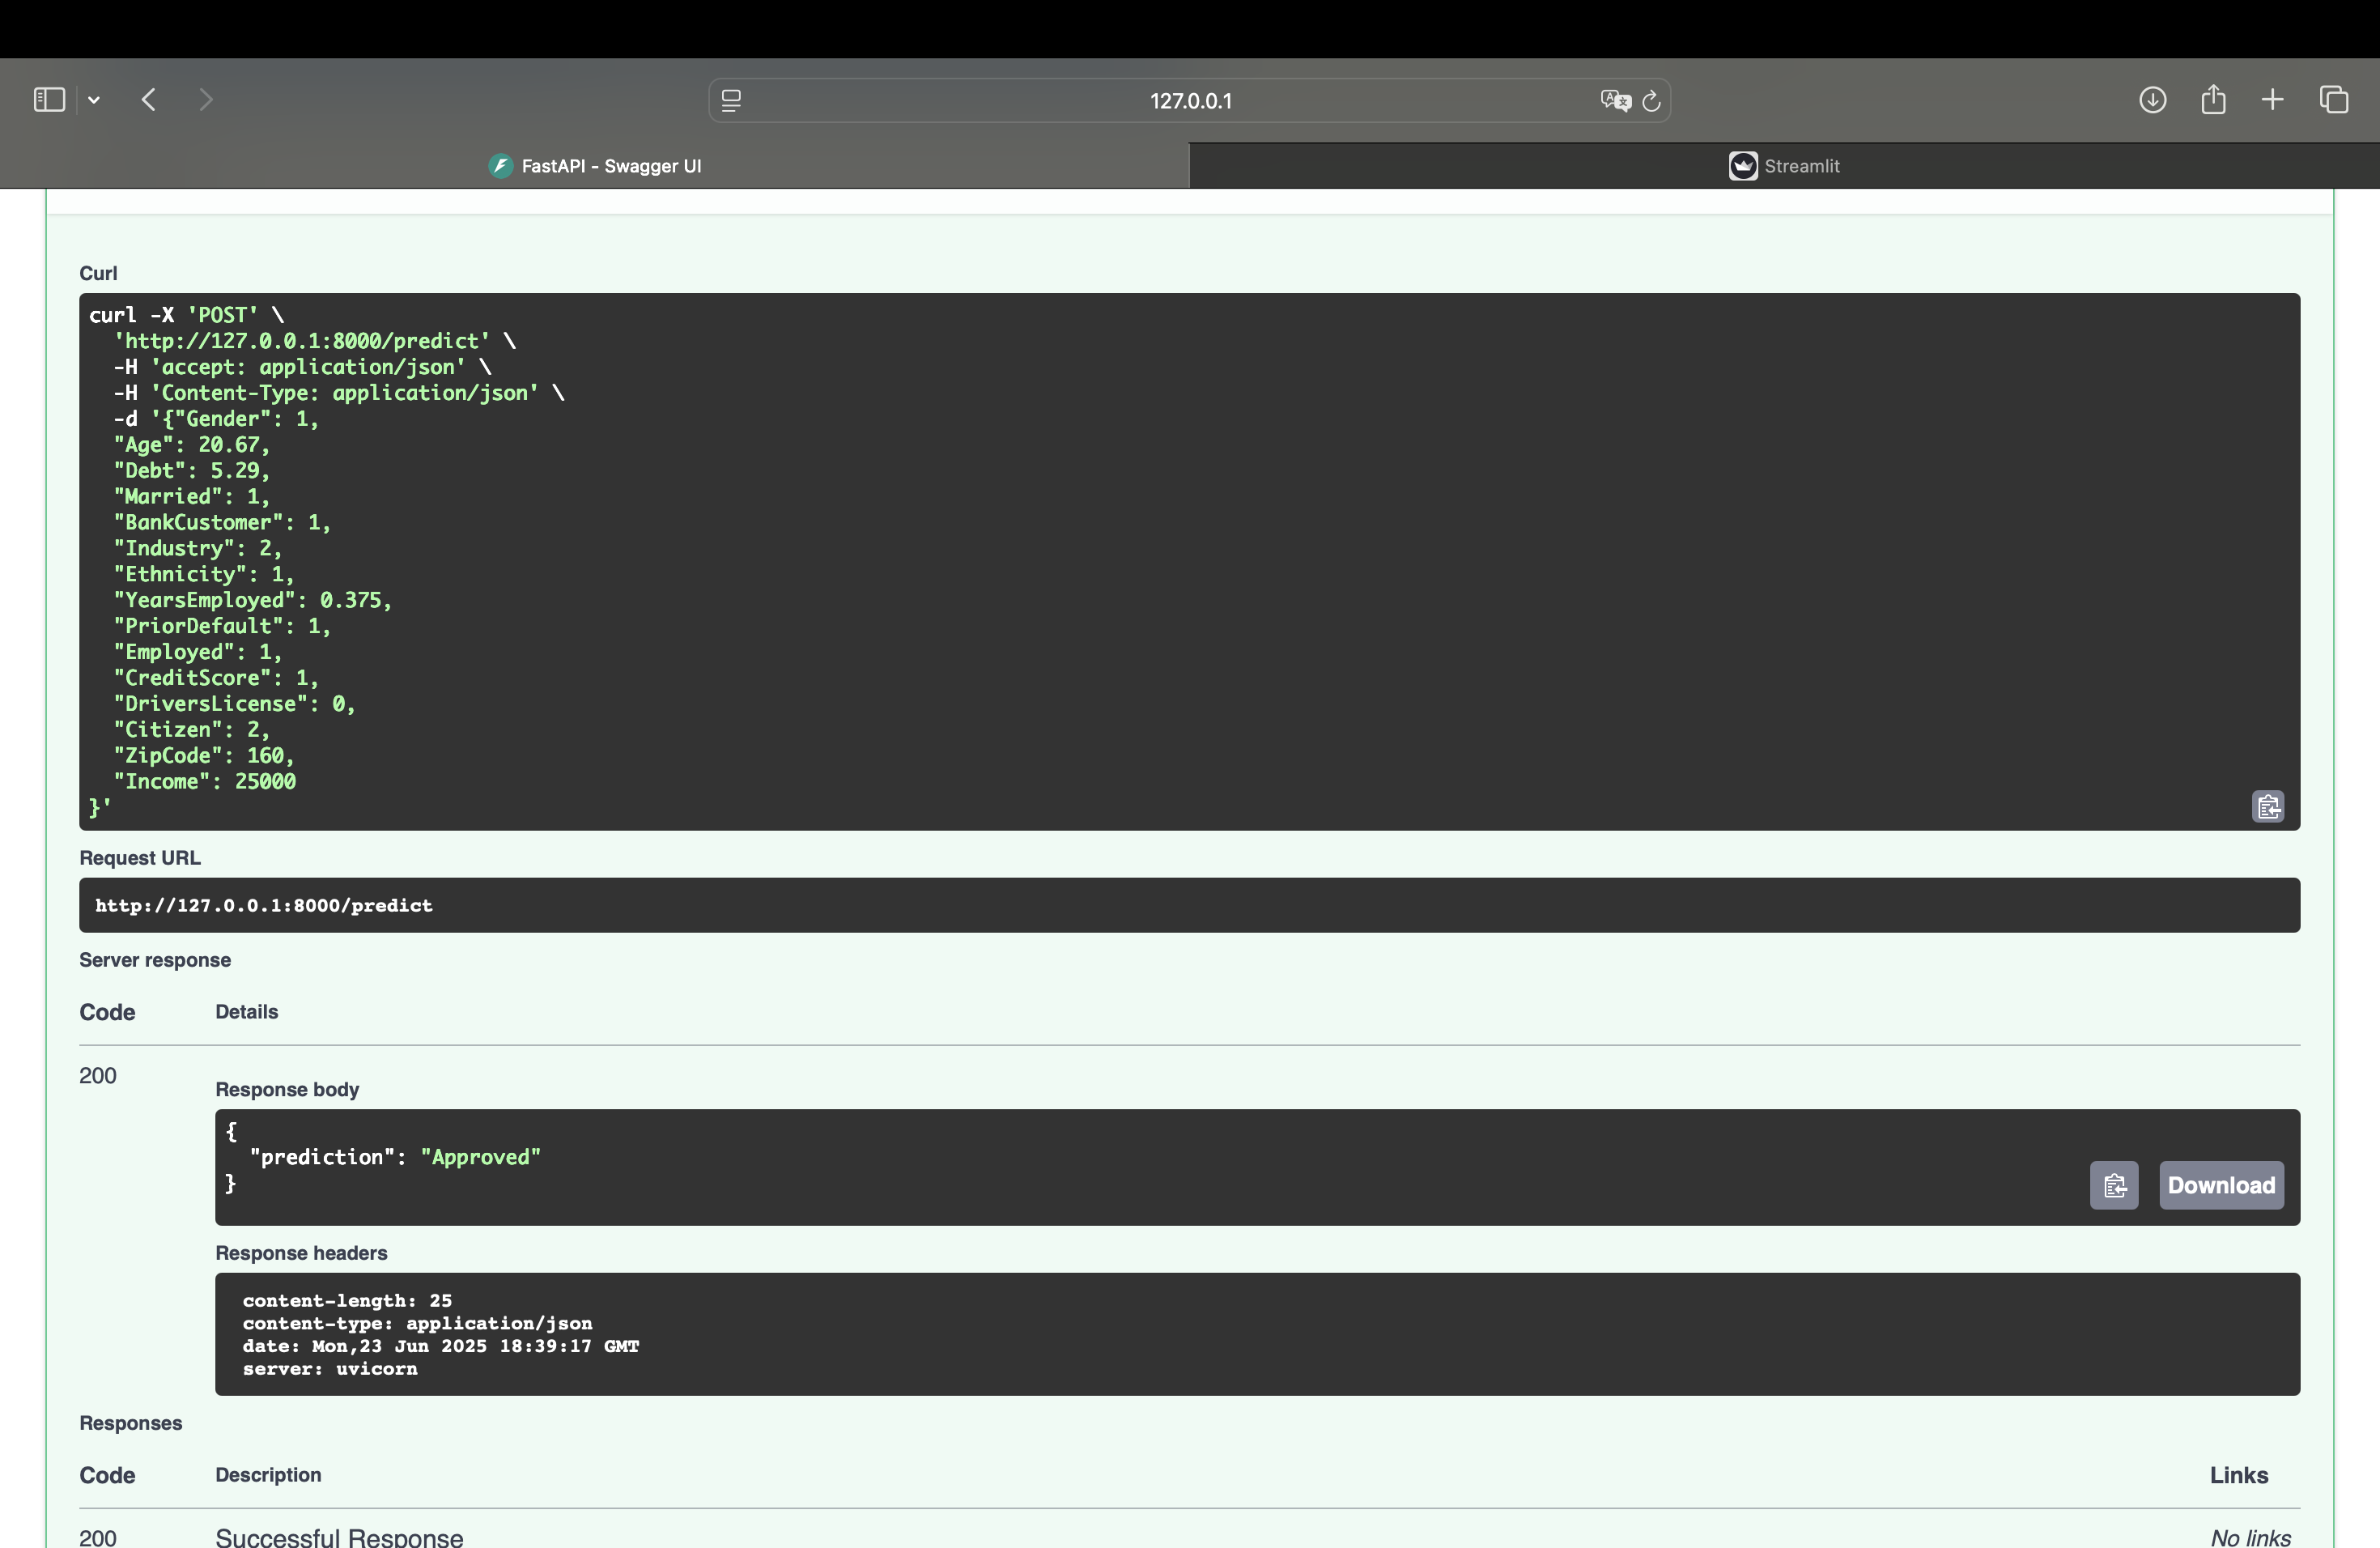 127.0.0.1
FastAPI - Swagger UI
Streamlit
Curl
curl -X 'POST' \
'http://127.0.0.1:8000/predict' \
-H 'accept: application/json' \
-H 'Content-Type: application/json' \
-d '{"Gender": 1,
"Age": 20.67,
"Debt": 5.29,
"Married": 1,
"BankCustomer": 1,
"Industry": 2,
"Ethnicity": 1,
"YearsEmployed": 0.375,
"PriorDefault": 1,
"Employed": 1,
"CreditScore": 1,
"DriversLicense": 0,
"Citizen": 2,
"ZipCode": 160,
"Income": 25000
}'
Request URL
http://127.0.0.1:8000/predict
Server response
Code Details
200
Response body
{
"prediction": "Approved"
}
Download
Response headers
content-length: 25
content-type: application/json
date: Mon,23 Jun 2025 18:39:17 GMT
server: uvicorn
Responses
Code Description Links
200 Successful Response No links